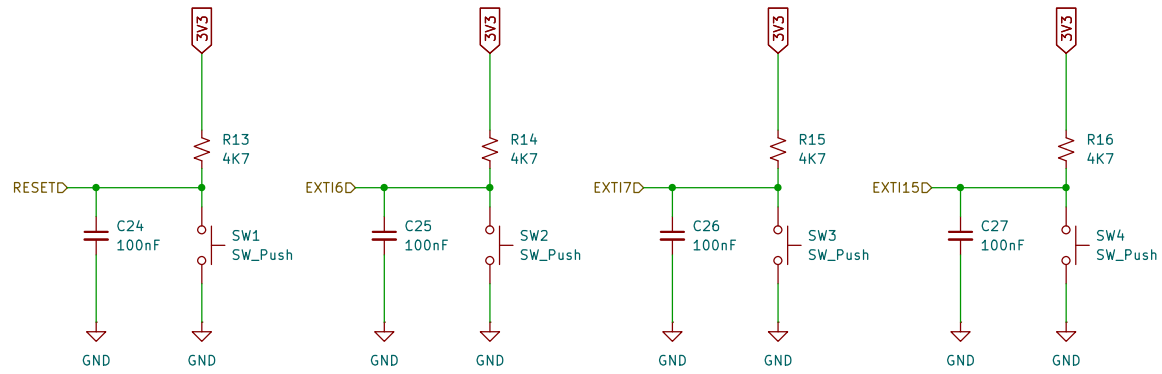 3V3
3V3
3V3
3V3
R13
4K7
R14
4K7
R15
4K7
R16
4K7
RESET
EXTI6
EXTI7
EXTI15
C24
100nF
SW1
SW_Push
C25
100nF
SW2
SW_Push
C26
100nF
SW3
SW_Push
C27
100nF
SW4
SW_Push
GND
GND
GND
GND
GND
GND
GND
GND